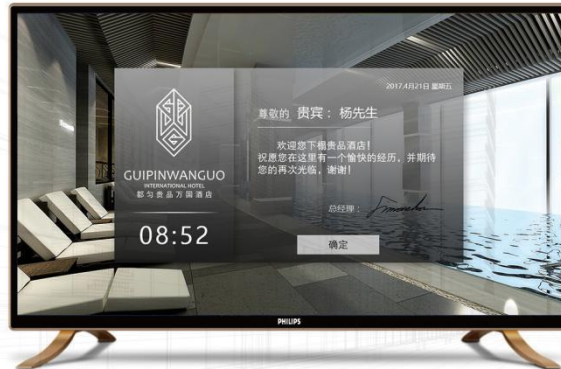 GUIPINWANGUO
INTERNATIONAL HOTEL
都匀贵品万国酒店
08:52
2017.4月21日 星期五
尊敬的 贵宾：杨先生
欢迎您下榻贵品酒店！
祝愿您在这里有一个愉快的经历，并期待
您的再次光临，谢谢！
总经理：
确定
PHILIPS